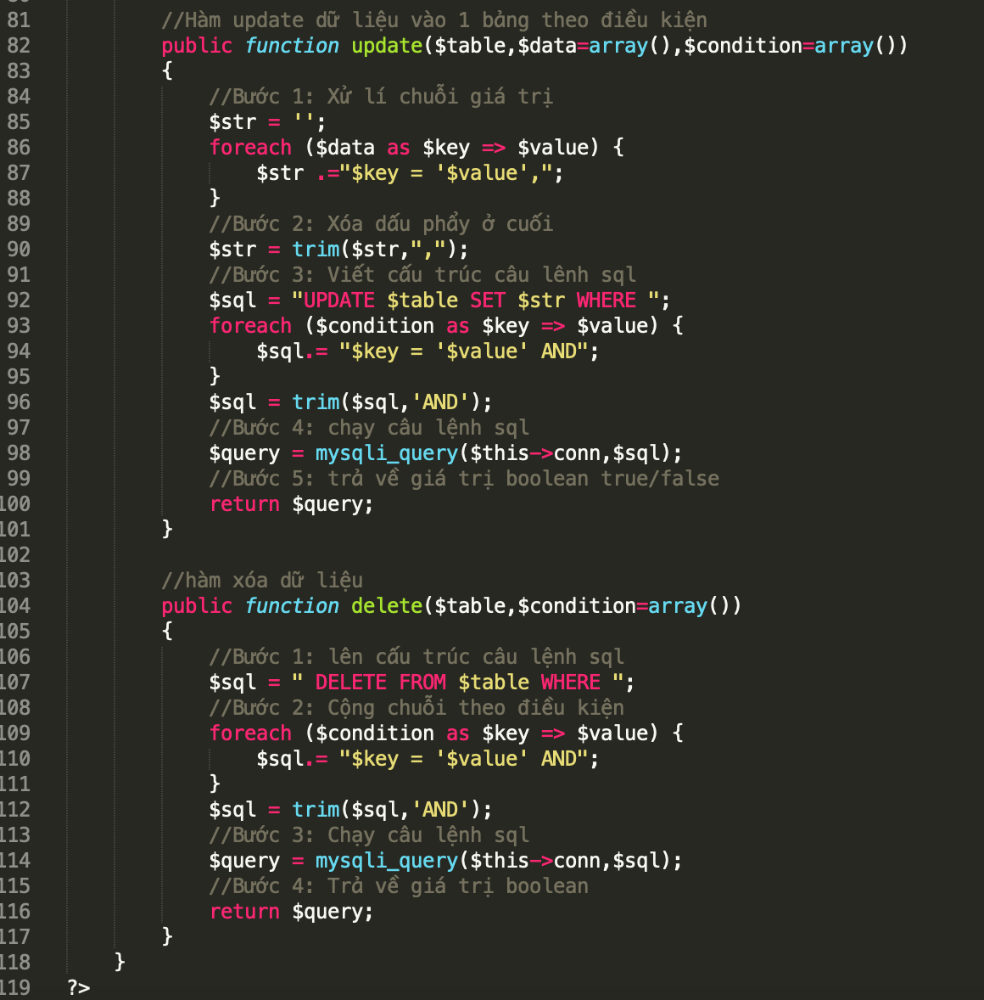 81 //Hàm update dữ liệu vào 1 bảng theo điều kiện
82 public function update($table,$data=array(),$condition=array())
83 {
84 //Bước 1: Xử lí chuỗi giá trị
85 $str = '';
86 foreach ($data as $key => $value) {
87 $str .="$key = '$value',";
88 }
89 //Bước 2: Xóa dấu phẩy ở cuối
90 $str = trim($str,",");
91 //Bước 3: Viết cấu trúc câu lênh sql
92 $sql = "UPDATE $table SET $str WHERE ";
93 foreach ($condition as $key => $value) {
94 $sql.= "$key = '$value' AND";
95 }
96 $sql = trim($sql,'AND');
97 //Bước 4: chạy câu lệnh sql
98 $query = mysqli_query($this->conn,$sql);
99 //Bước 5: trả về giá trị boolean true/false
100 return $query;
101 }
102
103 //hàm xóa dữ liệu
104 public function delete($table,$condition=array())
105 {
106 //Bước 1: lên cấu trúc câu lệnh sql
107 $sql = " DELETE FROM $table WHERE ";
108 //Bước 2: Cộng chuỗi theo điều kiện
109 foreach ($condition as $key => $value) {
110 $sql.= "$key = '$value' AND";
111 }
112 $sql = trim($sql,'AND');
113 //Bước 3: Chạy câu lệnh sql
114 $query = mysqli_query($this->conn,$sql);
115 //Bước 4: Trả về giá trị boolean
116 return $query;
117 }
118 }
119 ?>